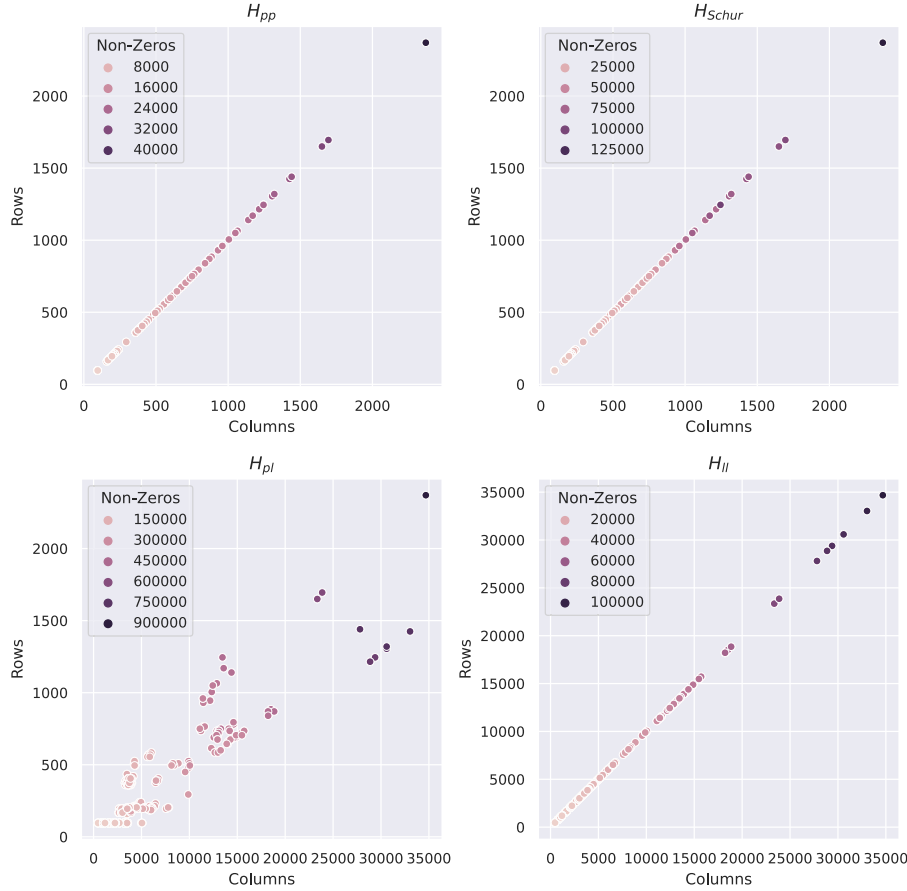 H_pp
Non-Zeros
8000
16000
24000
32000
40000
2000
1500
1000
500
0
Rows
0 500 1000 1500 2000
Columns
H_Schur
Non-Zeros
25000
50000
75000
100000
125000
2000
1500
1000
500
0
Rows
0 500 1000 1500 2000
Columns
H_pl
Non-Zeros
150000
300000
450000
600000
750000
900000
2000
1500
1000
500
0
Rows
0 5000 10000 15000 20000 25000 30000 35000
Columns
H_ll
Non-Zeros
20000
40000
60000
80000
100000
35000
30000
25000
20000
15000
10000
5000
0
Rows
0 5000 10000 15000 20000 25000 30000 35000
Columns